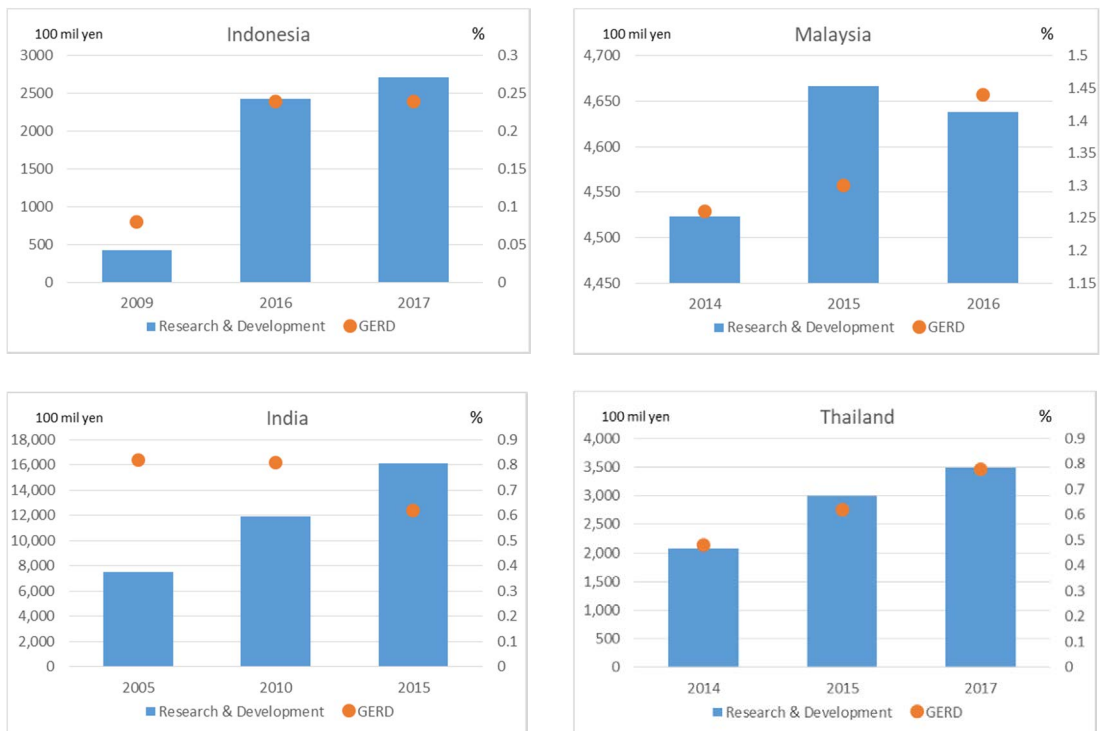 100 mil yen Indonesia %
3000 0.3
2500 0.25
2000 0.2
1500 0.15
1000 0.1
500 0.05
0 0
2009 2016 2017
Research & Development GERD
100 mil yen Malaysia %
4,700 1.5
4,650 1.45
1.4
4,600 1.35
4,550 1.3
1.25
4,500 1.2
4,450 1.15
2014 2015 2016
Research & Development GERD
100 mil yen India %
18,000 0.9
16,000 0.8
14,000 0.7
12,000 0.6
10,000 0.5
8,000 0.4
6,000 0.3
4,000 0.2
2,000 0.1
0 0
2005 2010 2015
Research & Development GERD
100 mil yen Thailand %
4,000 0.9
3,500 0.8
3,000 0.7
2,500 0.6
2,000 0.5
1,500 0.4
1,000 0.3
0.2
500 0.1
0 0
2014 2015 2017
Research & Development GERD